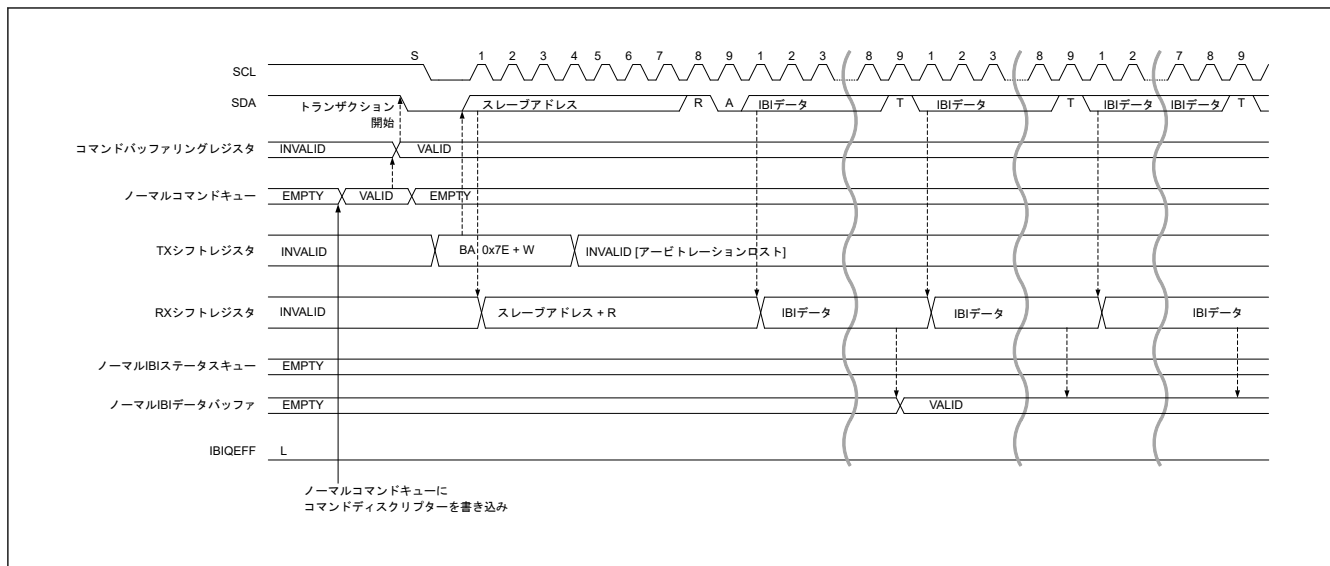 S 1 2 3 4 5 6 7 8 9 1 2 3 8 9 1 2 3 8 9 1 2 7 8 9
SCL
SDA トランザクション開始 スレーブアドレス R A IBIデータ T IBIデータ T IBIデータ IBIデータ T
コマンドバッファリングレジスタ INVALID VALID
ノーマルコマンドキュー EMPTY VALID EMPTY
TXシフトレジスタ INVALID BA 0x7E + W INVALID [アービトレーションロスト]
RXシフトレジスタ INVALID スレーブアドレス + R IBIデータ IBIデータ IBIデータ
ノーマルIBIステータスキュー EMPTY
ノーマルIBIデータバッファ EMPTY VALID
IBIQEFF L
ノーマルコマンドキューに
コマンドディスクリプターを書き込み